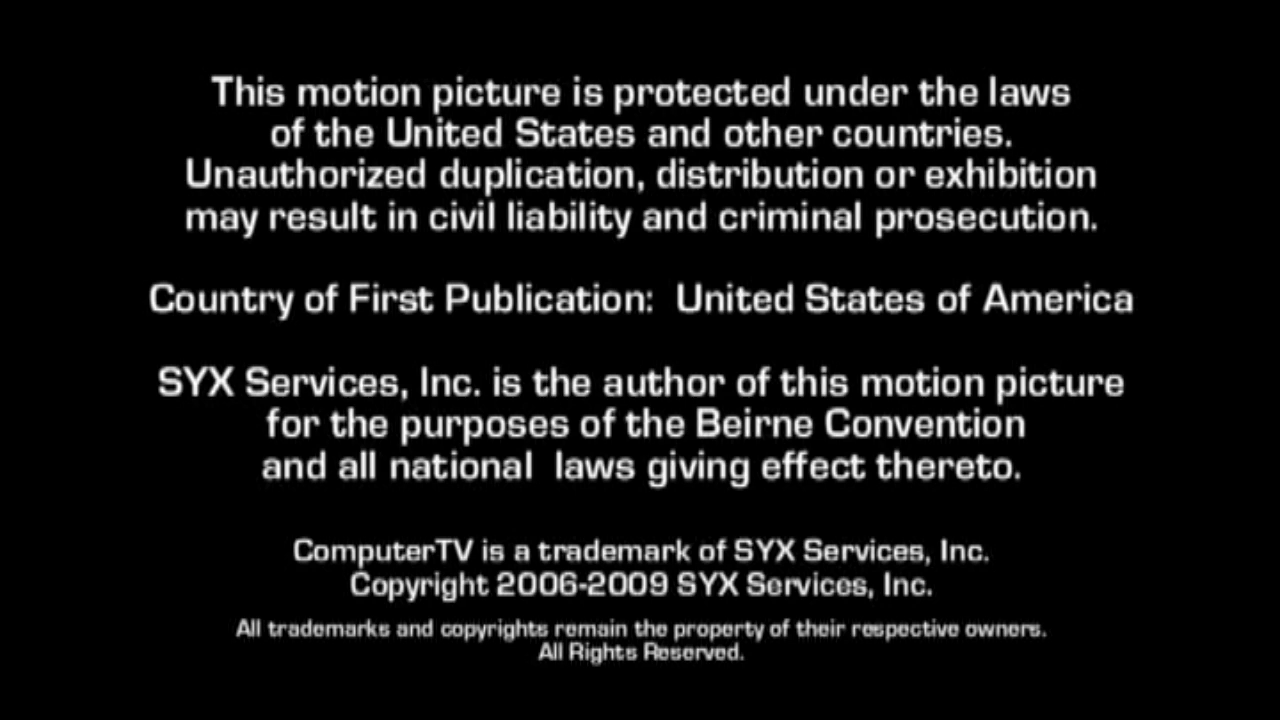 This motion picture is protected under the laws
of the United States and other countries.
Unauthorized duplication, distribution or exhibition
may result in civil liability and criminal prosecution.
Country of First Publication:  United States of America
SYX Services, Inc. is the author of this motion picture
for the purposes of the Beirne Convention
and all national  laws giving effect thereto.
ComputerTV is a trademark of SYX Services, Inc.
Copyright 2006-2009 SYX Services, Inc.
All trademarks and copyrights remain the property of their respective owners.
All Rights Reserved.